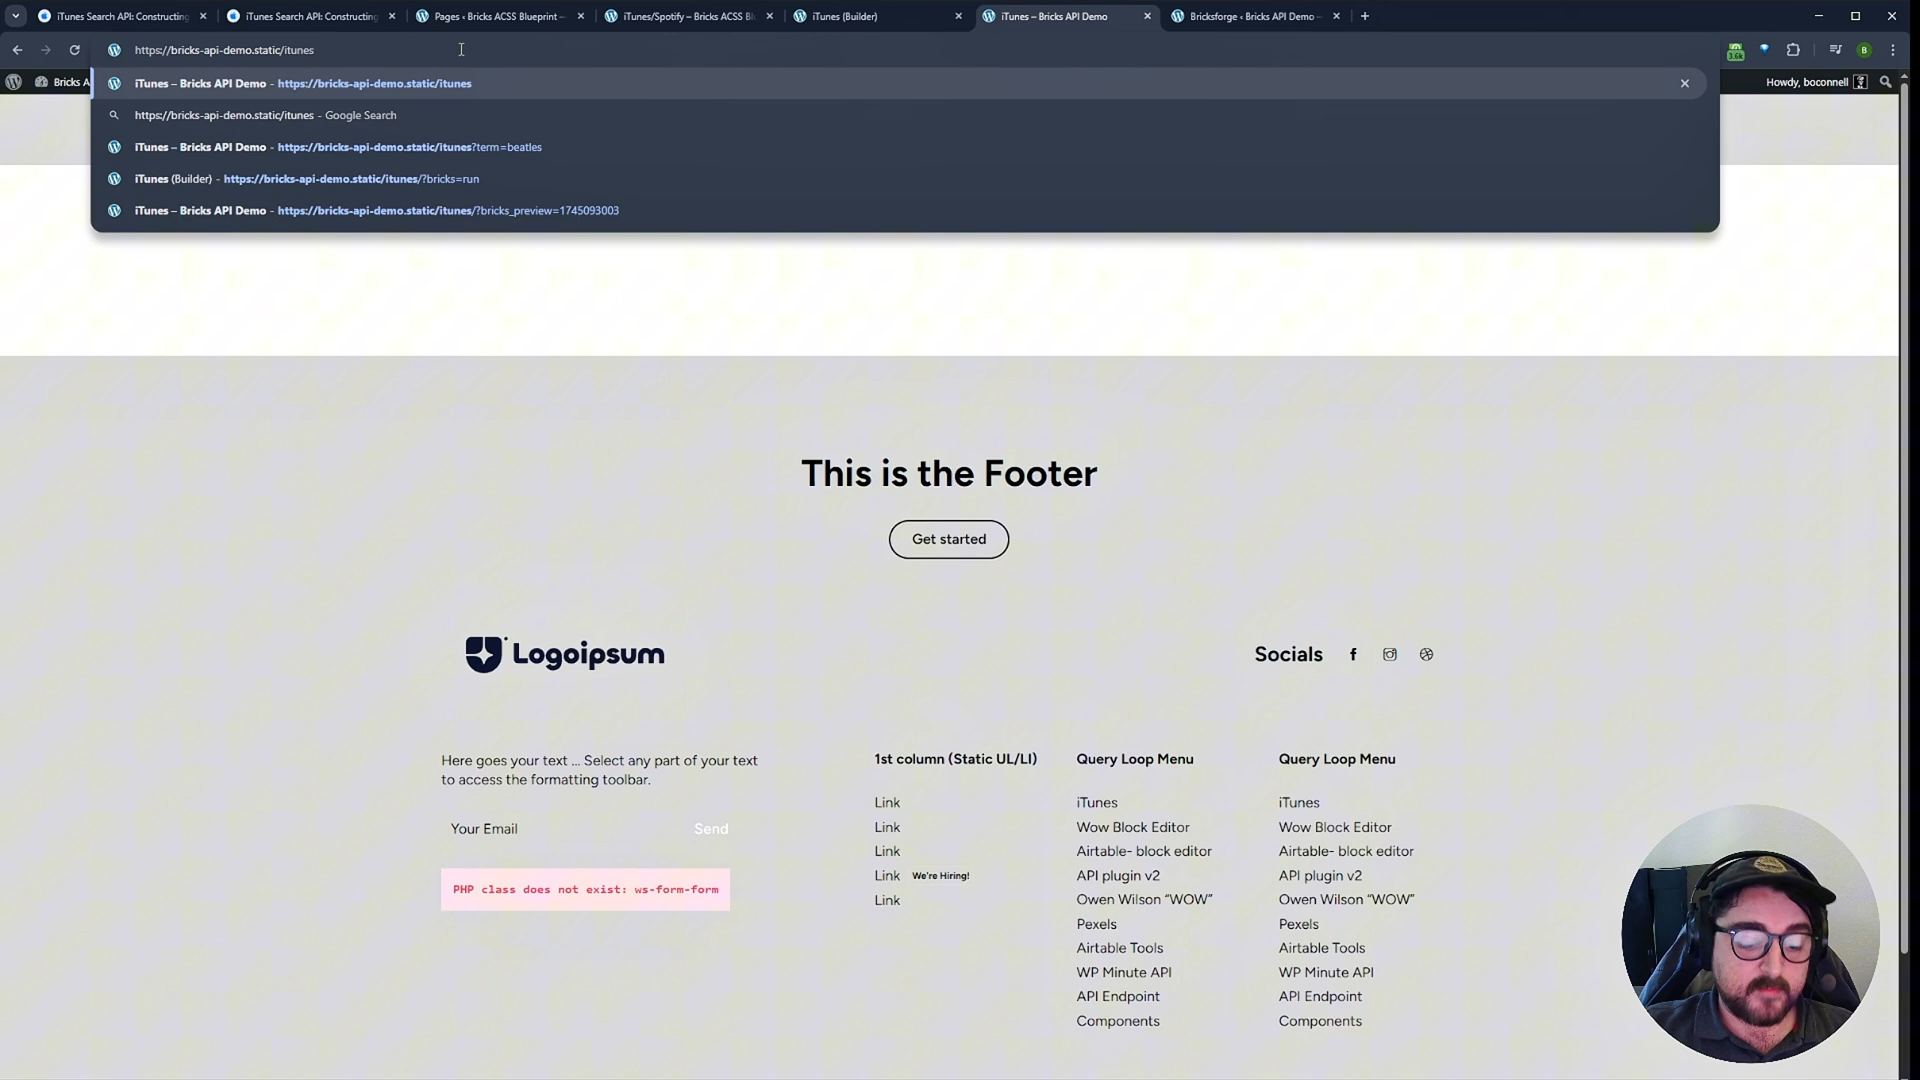 iTunes Search API: Constructing
iTunes Search API: Constructing
Pages ‹ Bricks ACSS Blueprint —
iTunes/Spotify – Bricks ACSS Bl
iTunes (Builder)
iTunes – Bricks API Demo
Bricksforge ‹ Bricks API Demo —
https://bricks-api-demo.static/itunes
3.6k
B
Bricks A
Howdy, boconnell
iTunes – Bricks API Demo - https://bricks-api-demo.static/itunes
https://bricks-api-demo.static/itunes - Google Search
iTunes – Bricks API Demo - https://bricks-api-demo.static/itunes?term=beatles
iTunes (Builder) - https://bricks-api-demo.static/itunes/?bricks=run
iTunes – Bricks API Demo - https://bricks-api-demo.static/itunes/?bricks_preview=1745093003
This is the Footer
Get started
Logoipsum
Socials
Here goes your text ... Select any part of your text
to access the formatting toolbar.
Your Email
Send
PHP class does not exist: ws-form-form
1st column (Static UL/LI)
Link
Link
Link
Link We're Hiring!
Link
Query Loop Menu
iTunes
Wow Block Editor
Airtable- block editor
API plugin v2
Owen Wilson “WOW”
Pexels
Airtable Tools
WP Minute API
API Endpoint
Components
Query Loop Menu
iTunes
Wow Block Editor
Airtable- block editor
API plugin v2
Owen Wilson “WOW”
Pexels
Airtable Tools
WP Minute API
API Endpoint
Components